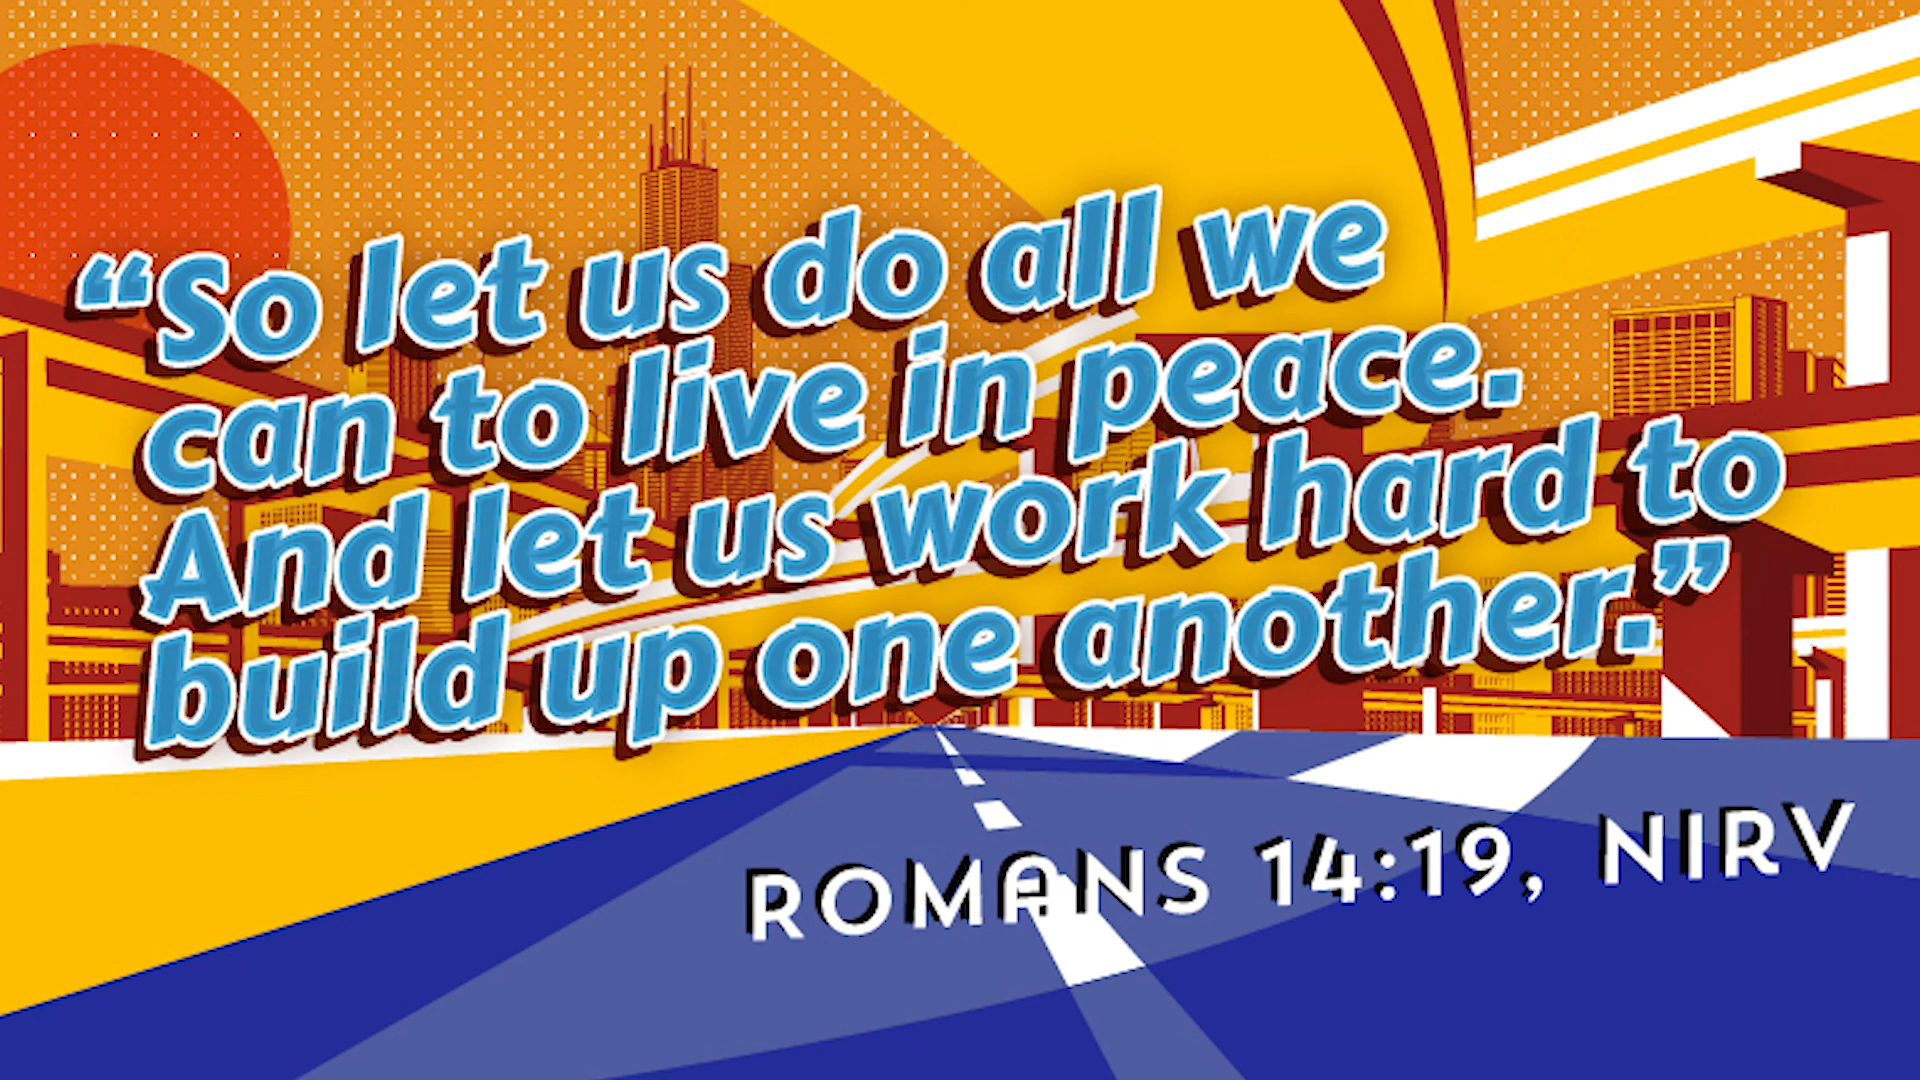 “So let us do all we
can to live in peace.
And let us work hard to
build up one another.”
ROMANS 14:19, NIRV